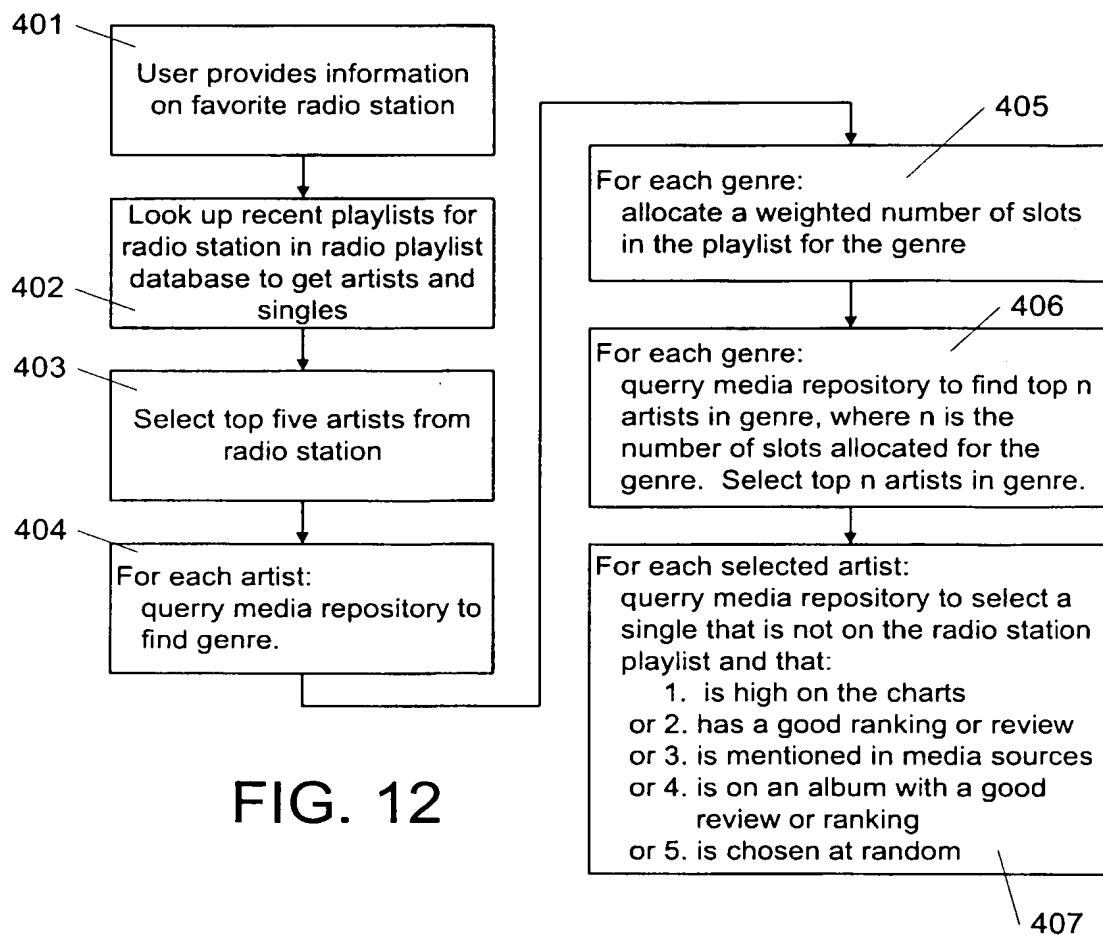 401
User provides information
on favorite radio station
Look up recent playlists for
radio station in radio playlist
database to get artists and
singles
402
403
Select top five artists from
radio station
404
For each artist:
querry media repository to
find genre.
405
For each genre:
allocate a weighted number of slots
in the playlist for the genre
406
For each genre:
querry media repository to find top n
artists in genre, where n is the
number of slots allocated for the
genre. Select top n artists in genre.
For each selected artist:
querry media repository to select a
single that is not on the radio station
playlist and that:
1. is high on the charts
or 2. has a good ranking or review
or 3. is mentioned in media sources
or 4. is on an album with a good
review or ranking
or 5. is chosen at random
407
FIG. 12